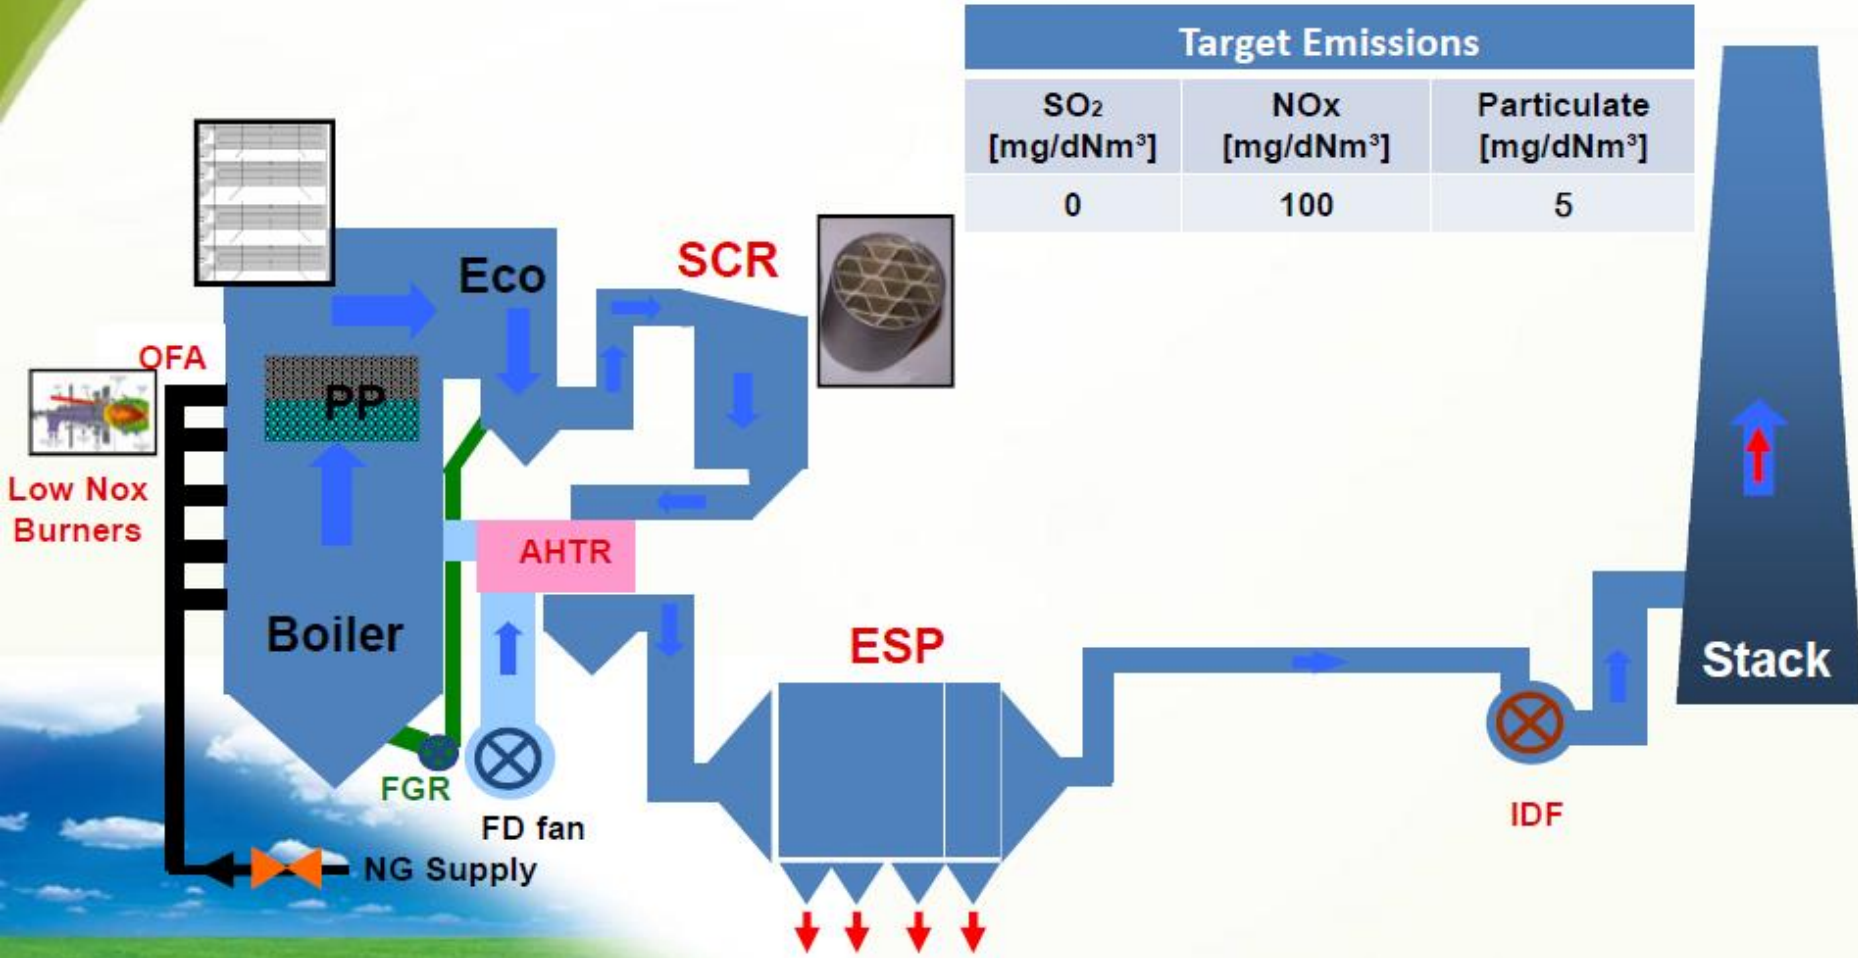 Target Emissions
SO₂
[mg/dNm³]
NOx
[mg/dNm³]
Particulate
[mg/dNm³]
0
100
5
Eco
SCR
OFA
PP
Low Nox
Burners
AHTR
Boiler
ESP
Stack
FGR
FD fan
IDF
NG Supply